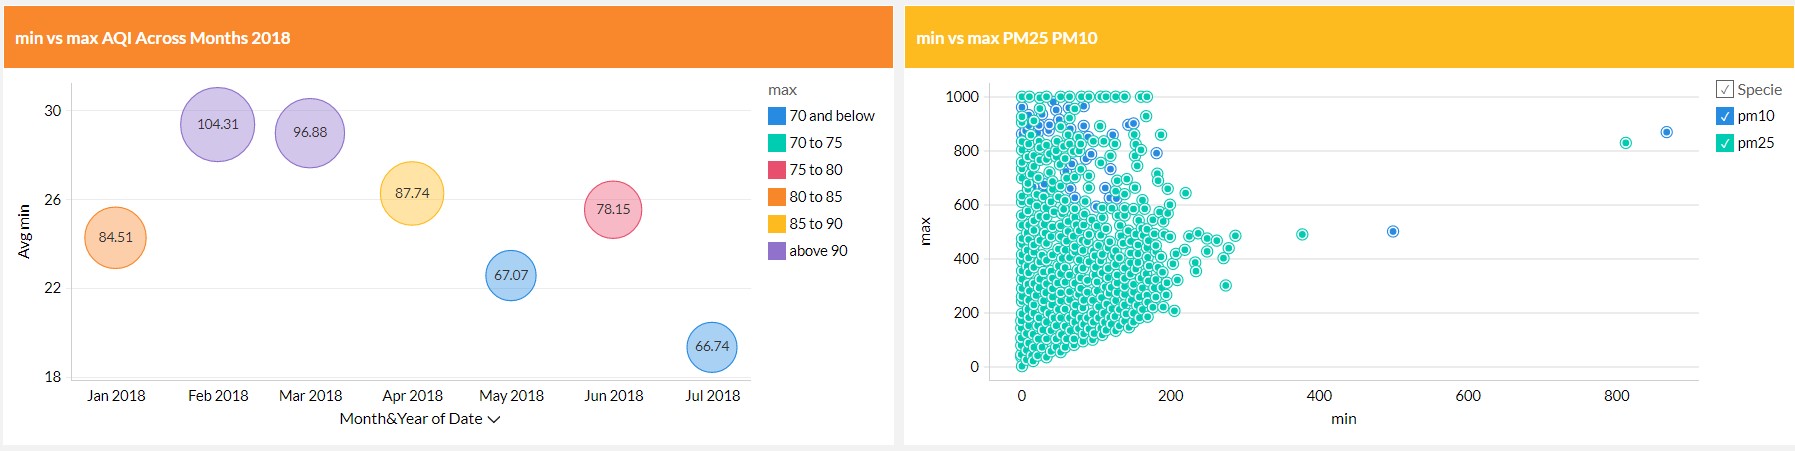 min vs max AQI Across Months 2018
30
26
22
18
Avg min
104.31
96.88
87.74
84.51
78.15
67.07
66.74
Jan 2018 Feb 2018 Mar 2018 Apr 2018 May 2018 Jun 2018 Jul 2018
Month&Year of Date
max
70 and below
70 to 75
75 to 80
80 to 85
85 to 90
above 90
min vs max PM25 PM10
1000
800
600
400
200
0
max
0 200 400 600 800
min
Specie
pm10
pm25